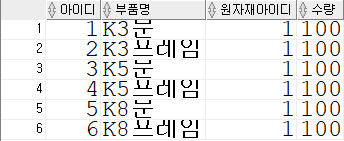 아이디 부품명 원자재아이디 수량
1 1 K3문 1 100
2 2 K3프레임 1 100
3 3 K5문 1 100
4 4 K5프레임 1 100
5 5 K8문 1 100
6 6 K8프레임 1 100